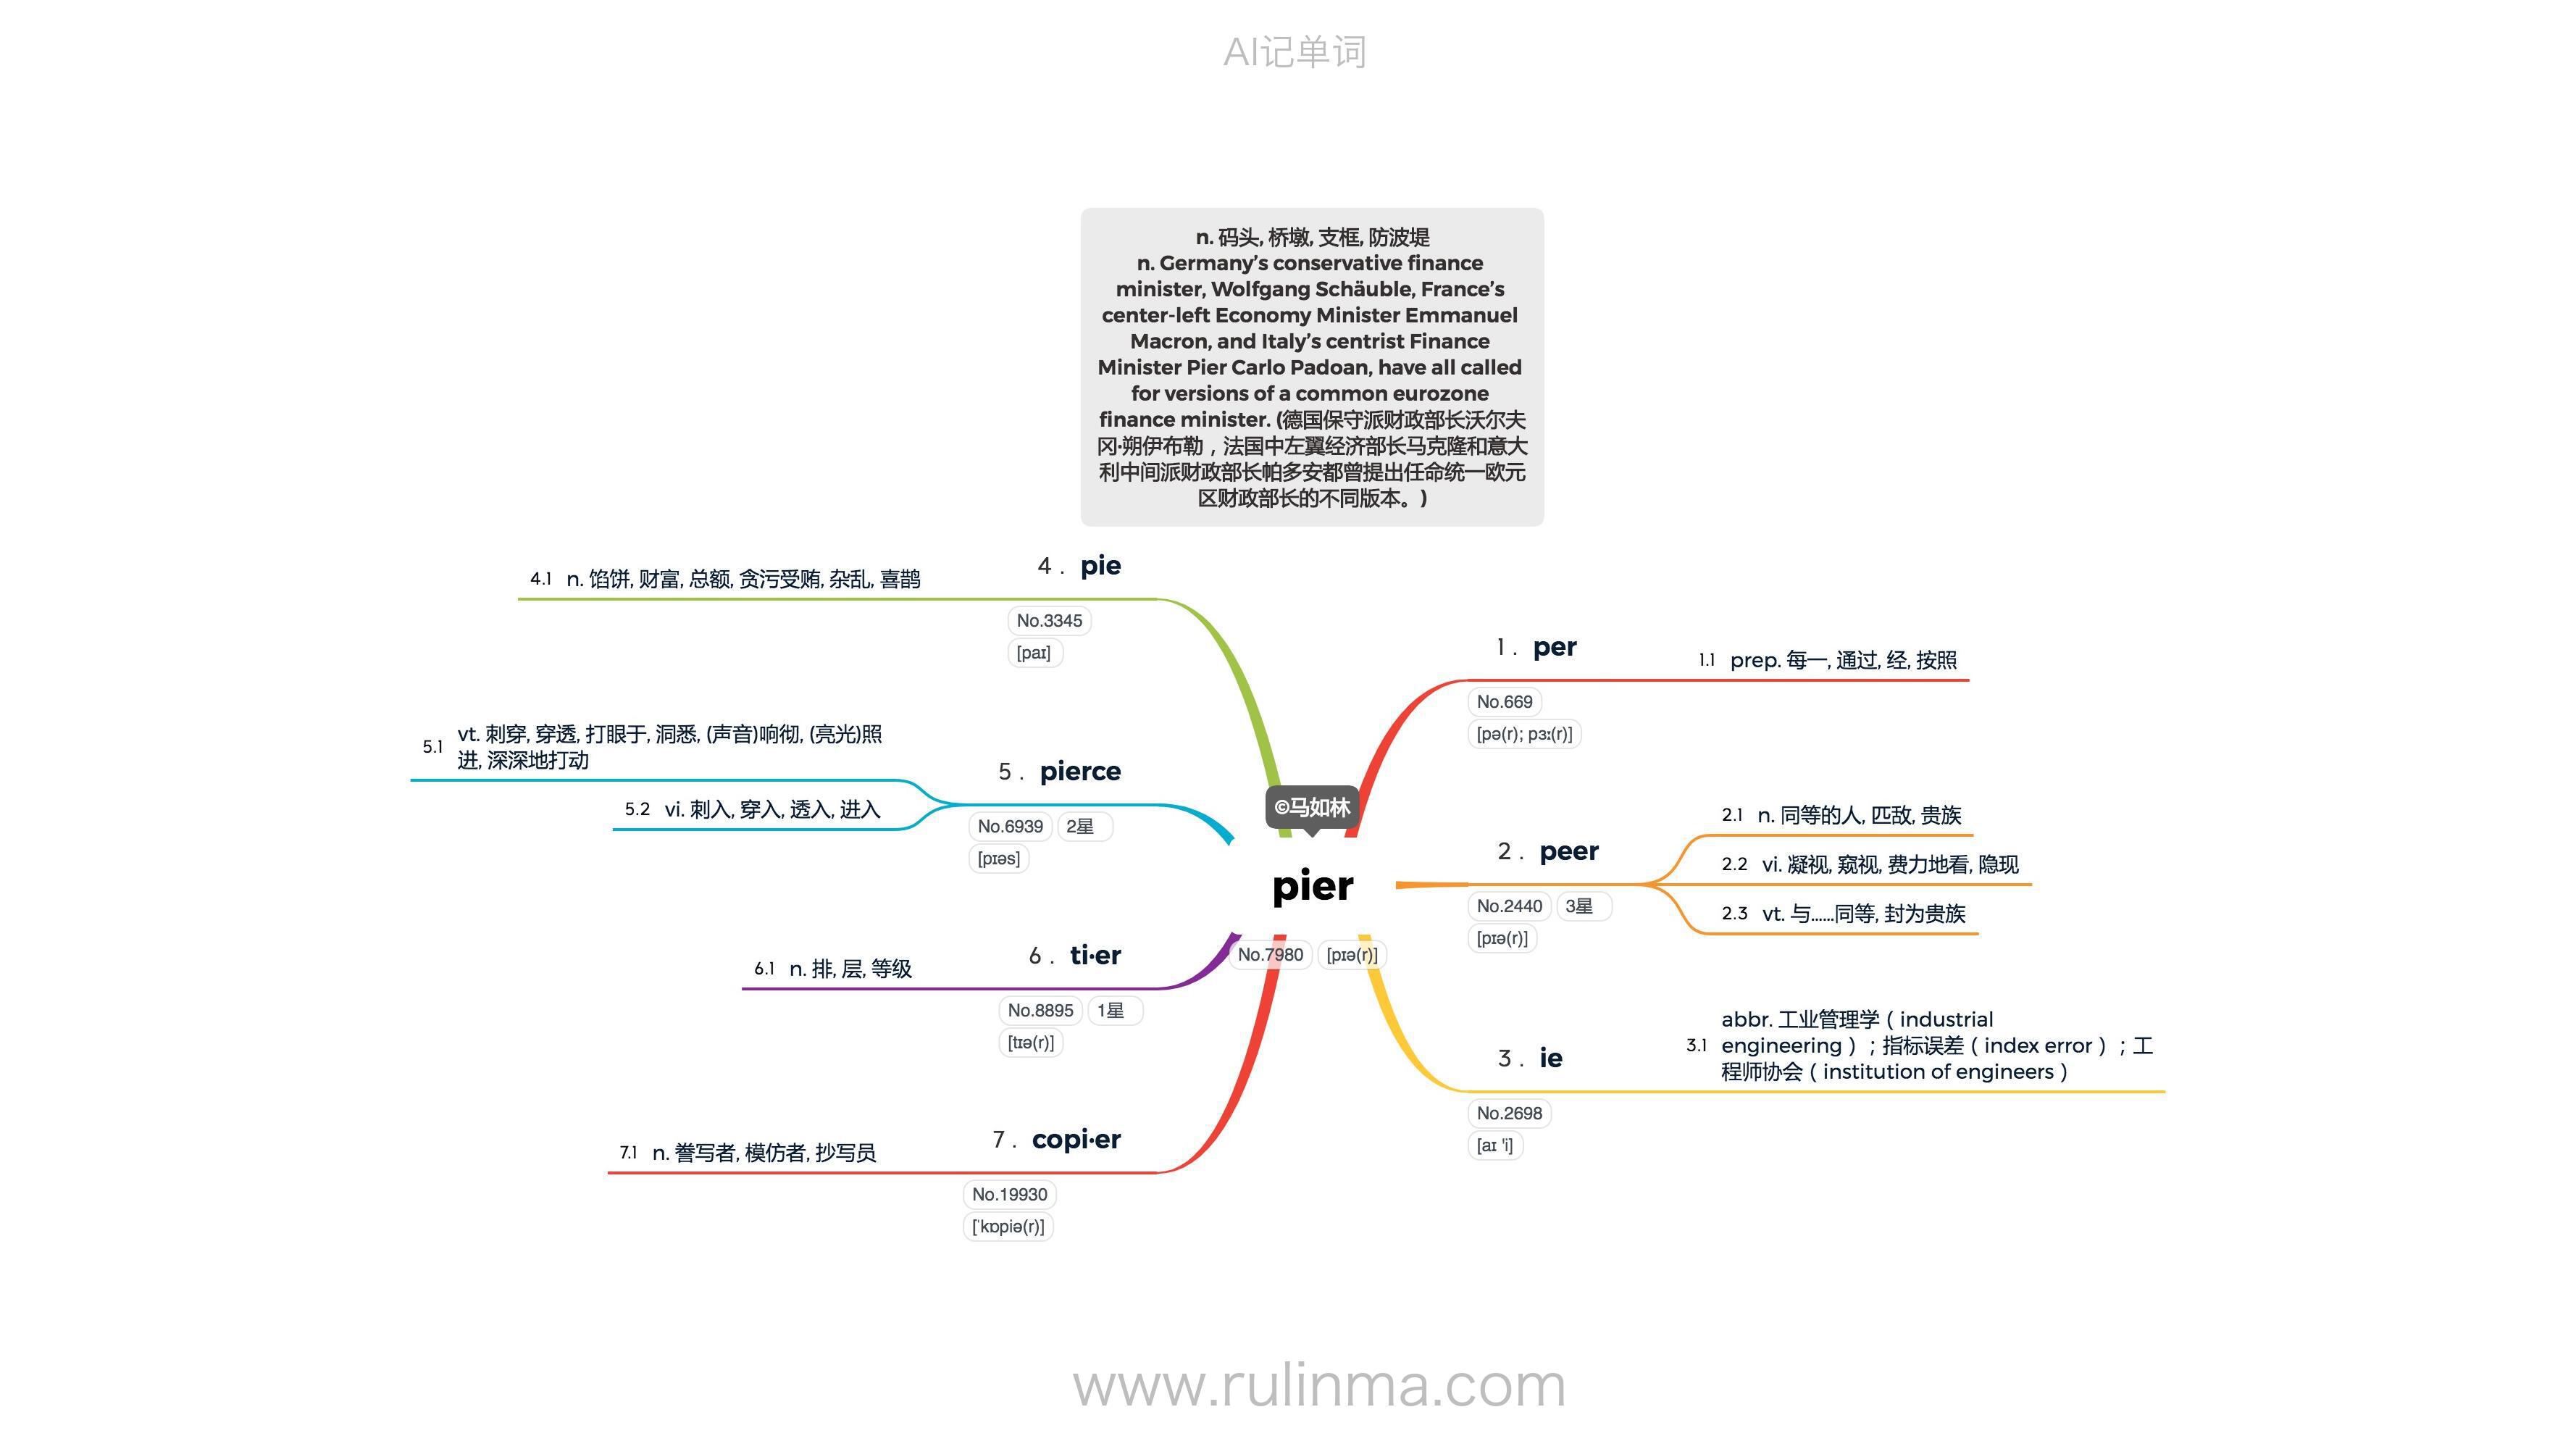 AI记单词
n. 码头, 桥墩, 支框, 防波堤
n. Germany’s conservative finance
minister, Wolfgang Schäuble, France’s
center-left Economy Minister Emmanuel
Macron, and Italy’s centrist Finance
Minister Pier Carlo Padoan, have all called
for versions of a common eurozone
finance minister. (德国保守派财政部长沃尔夫
冈·朔伊布勒，法国中左翼经济部长马克隆和意大
利中间派财政部长帕多安都曾提出任命统一欧元
区财政部长的不同版本。)
©马如林
pier
No.7980 [pɪə(r)]
1. per
No.669
[pə(r); pɜː(r)]
1.1 prep. 每一, 通过, 经, 按照
2. peer
No.2440 3星
[pɪə(r)]
2.1 n. 同等的人, 匹敌, 贵族
2.2 vi. 凝视, 窥视, 费力地看, 隐现
2.3 vt. 与......同等, 封为贵族
3. ie
No.2698
[aɪ 'i]
3.1 abbr. 工业管理学（industrial
engineering）；指标误差（index error）；工
程师协会（institution of engineers）
4. pie
No.3345
[paɪ]
4.1 n. 馅饼, 财富, 总额, 贪污受贿, 杂乱, 喜鹊
5. pierce
No.6939 2星
[pɪəs]
5.1 vt. 刺穿, 穿透, 打眼于, 洞悉, (声音)响彻, (亮光)照
进, 深深地打动
5.2 vi. 刺入, 穿入, 透入, 进入
6. ti·er
No.8895 1星
[tɪə(r)]
6.1 n. 排, 层, 等级
7. copi·er
No.19930
[ˈkɒpiə(r)]
7.1 n. 誊写者, 模仿者, 抄写员
www.rulinma.com